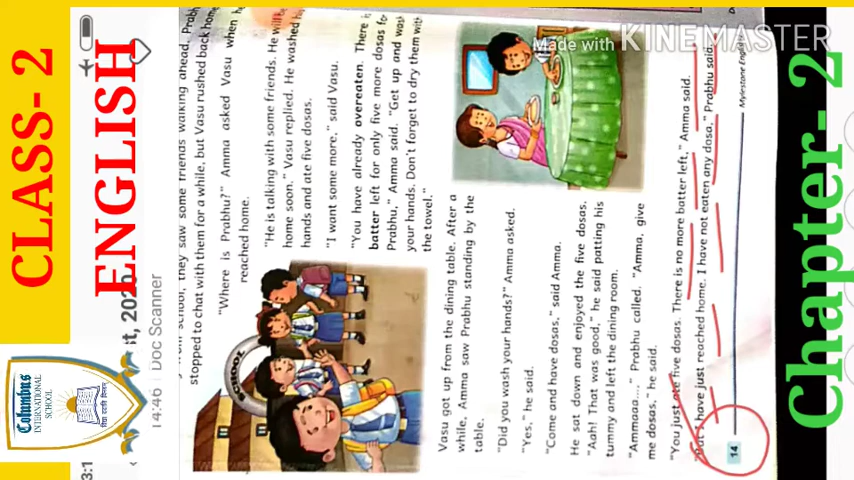 CLASS- 2
ENGLISH
Chapter- 2
Made with KINEMASTER
Columbus
INTERNATIONAL
SCHOOL
14:46 Doc Scanner
school, they saw some friends walking ahead.
stopped to chat with them for a while, but Vasu rushed back
"Where is Prabhu?" Amma asked Vasu when
reached home.
"He is talking with some friends. He will
home soon." Vasu replied. He washed
hands and ate five dosas.
"I want some more," said Vasu.
"You have already overeaten. There
batter left for only five more dosas
Prabhu," Amma said. "Get up and
your hands. Don't forget to dry them
the towel."
SCHOOL
Vasu got up from the dining table. After a
while, Amma saw Prabhu standing by the
table.
"Did you wash your hands?" Amma asked.
"Yes," he said.
"Come and have dosas," said Amma.
He sat down and enjoyed the five dosas.
"Aah! That was good," he said patting his
tummy and left the dining room.
"Ammaaa...." Prabhu called. "Amma, give
me dosas," he said.
"You just ate five dosas. There is no more batter left," Amma said.
"But I have just reached home. I have not eaten any dosa," Prabhu said.
14
Mylestone